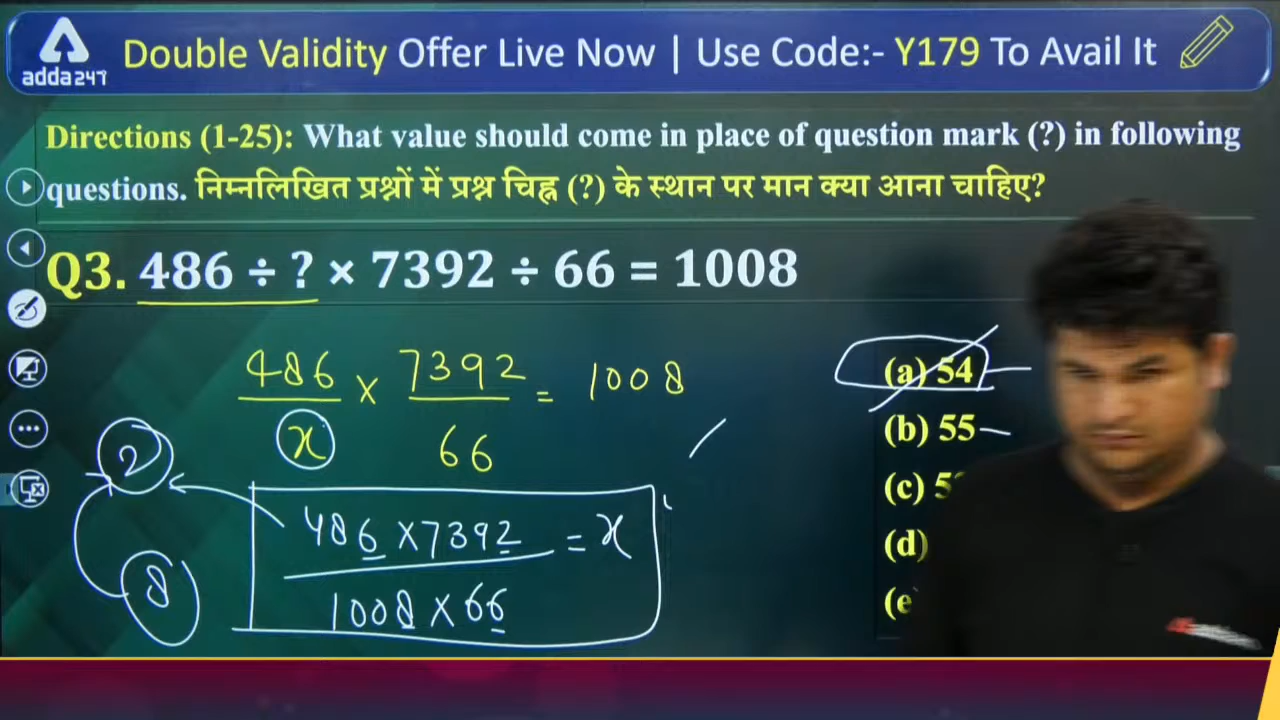 adda247
Double Validity Offer Live Now | Use Code:- Y179 To Avail It
Directions (1-25): What value should come in place of question mark (?) in following
questions. निम्नलिखित प्रश्नों में प्रश्न चिह्न (?) के स्थान पर मान क्या आना चाहिए?
Q3. 486 ÷ ? × 7392 ÷ 66 = 1008
486 × 7392 = 1008
x 66
(a) 54
(b) 55
(c)
(d)
(e
2
486 × 7392 = x
1008 × 66
8